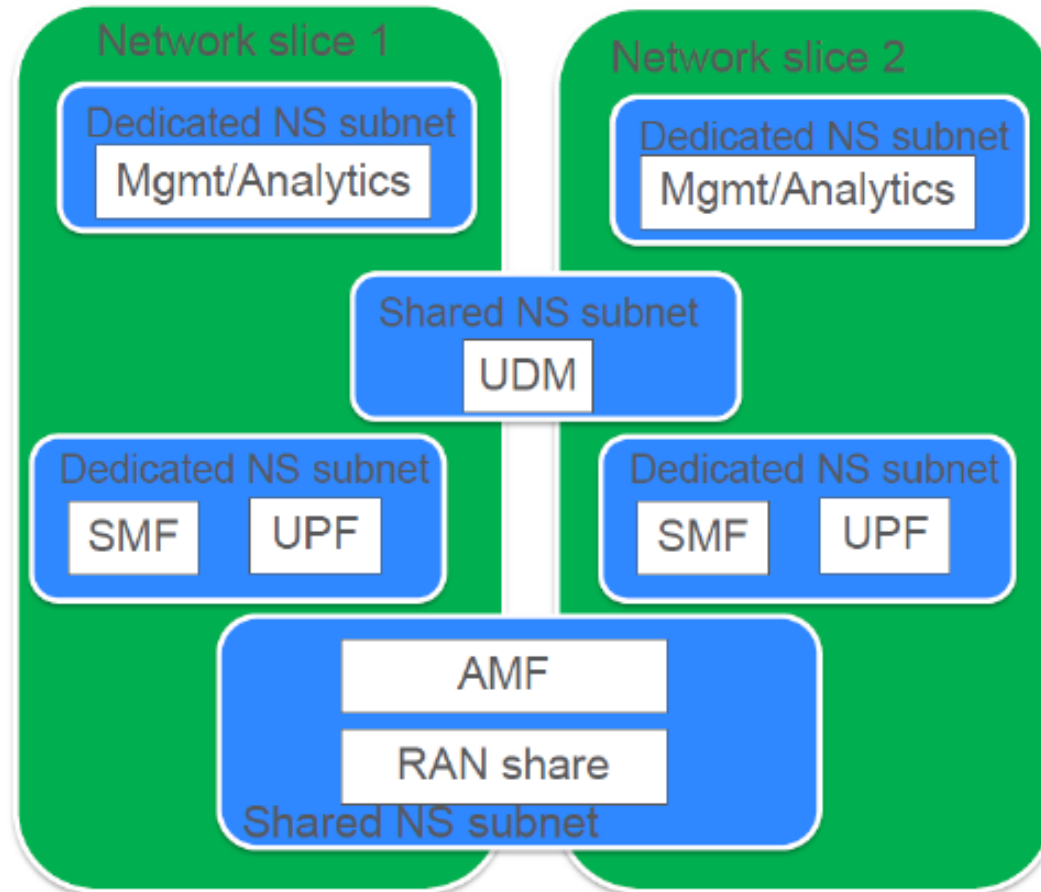 Network slice 1
Dedicated NS subnet
Mgmt/Analytics
Network slice 2
Dedicated NS subnet
Mgmt/Analytics
Shared NS subnet
UDM
Dedicated NS subnet
SMF
UPF
Dedicated NS subnet
SMF
UPF
AMF
RAN share
Shared NS subnet